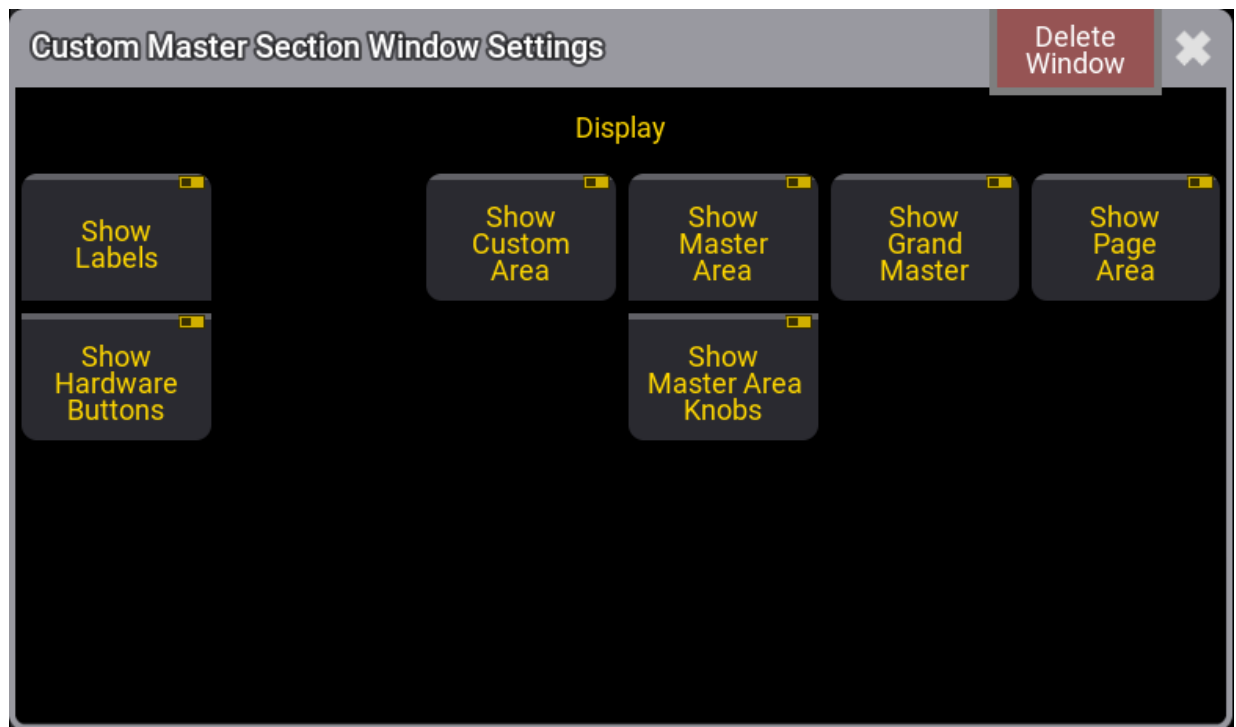 Custom Master Section Window Settings
Delete
Window
Display
Show
Labels
Show
Custom
Area
Show
Master
Area
Show
Grand
Master
Show
Page
Area
Show
Hardware
Buttons
Show
Master Area
Knobs